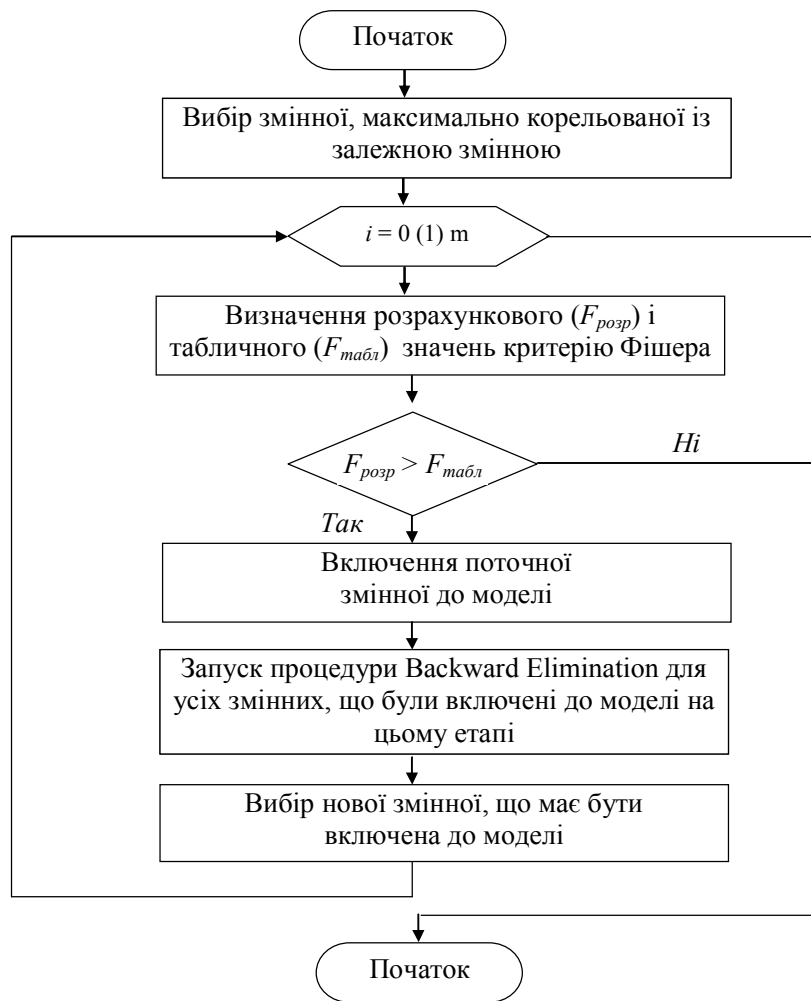 Початок
Вибір змінної, максимально корельованої із
залежною змінною
i = 0 (1) m
Визначення розрахункового (Fрозр) і
табличного (Fтабл) значень критерію Фішера
Fрозр > Fтабл
Ні
Так
Включення поточної
змінної до моделі
Запуск процедури Backward Elimination для
усіх змінних, що були включені до моделі на
цьому етапі
Вибір нової змінної, що має бути
включена до моделі
Початок